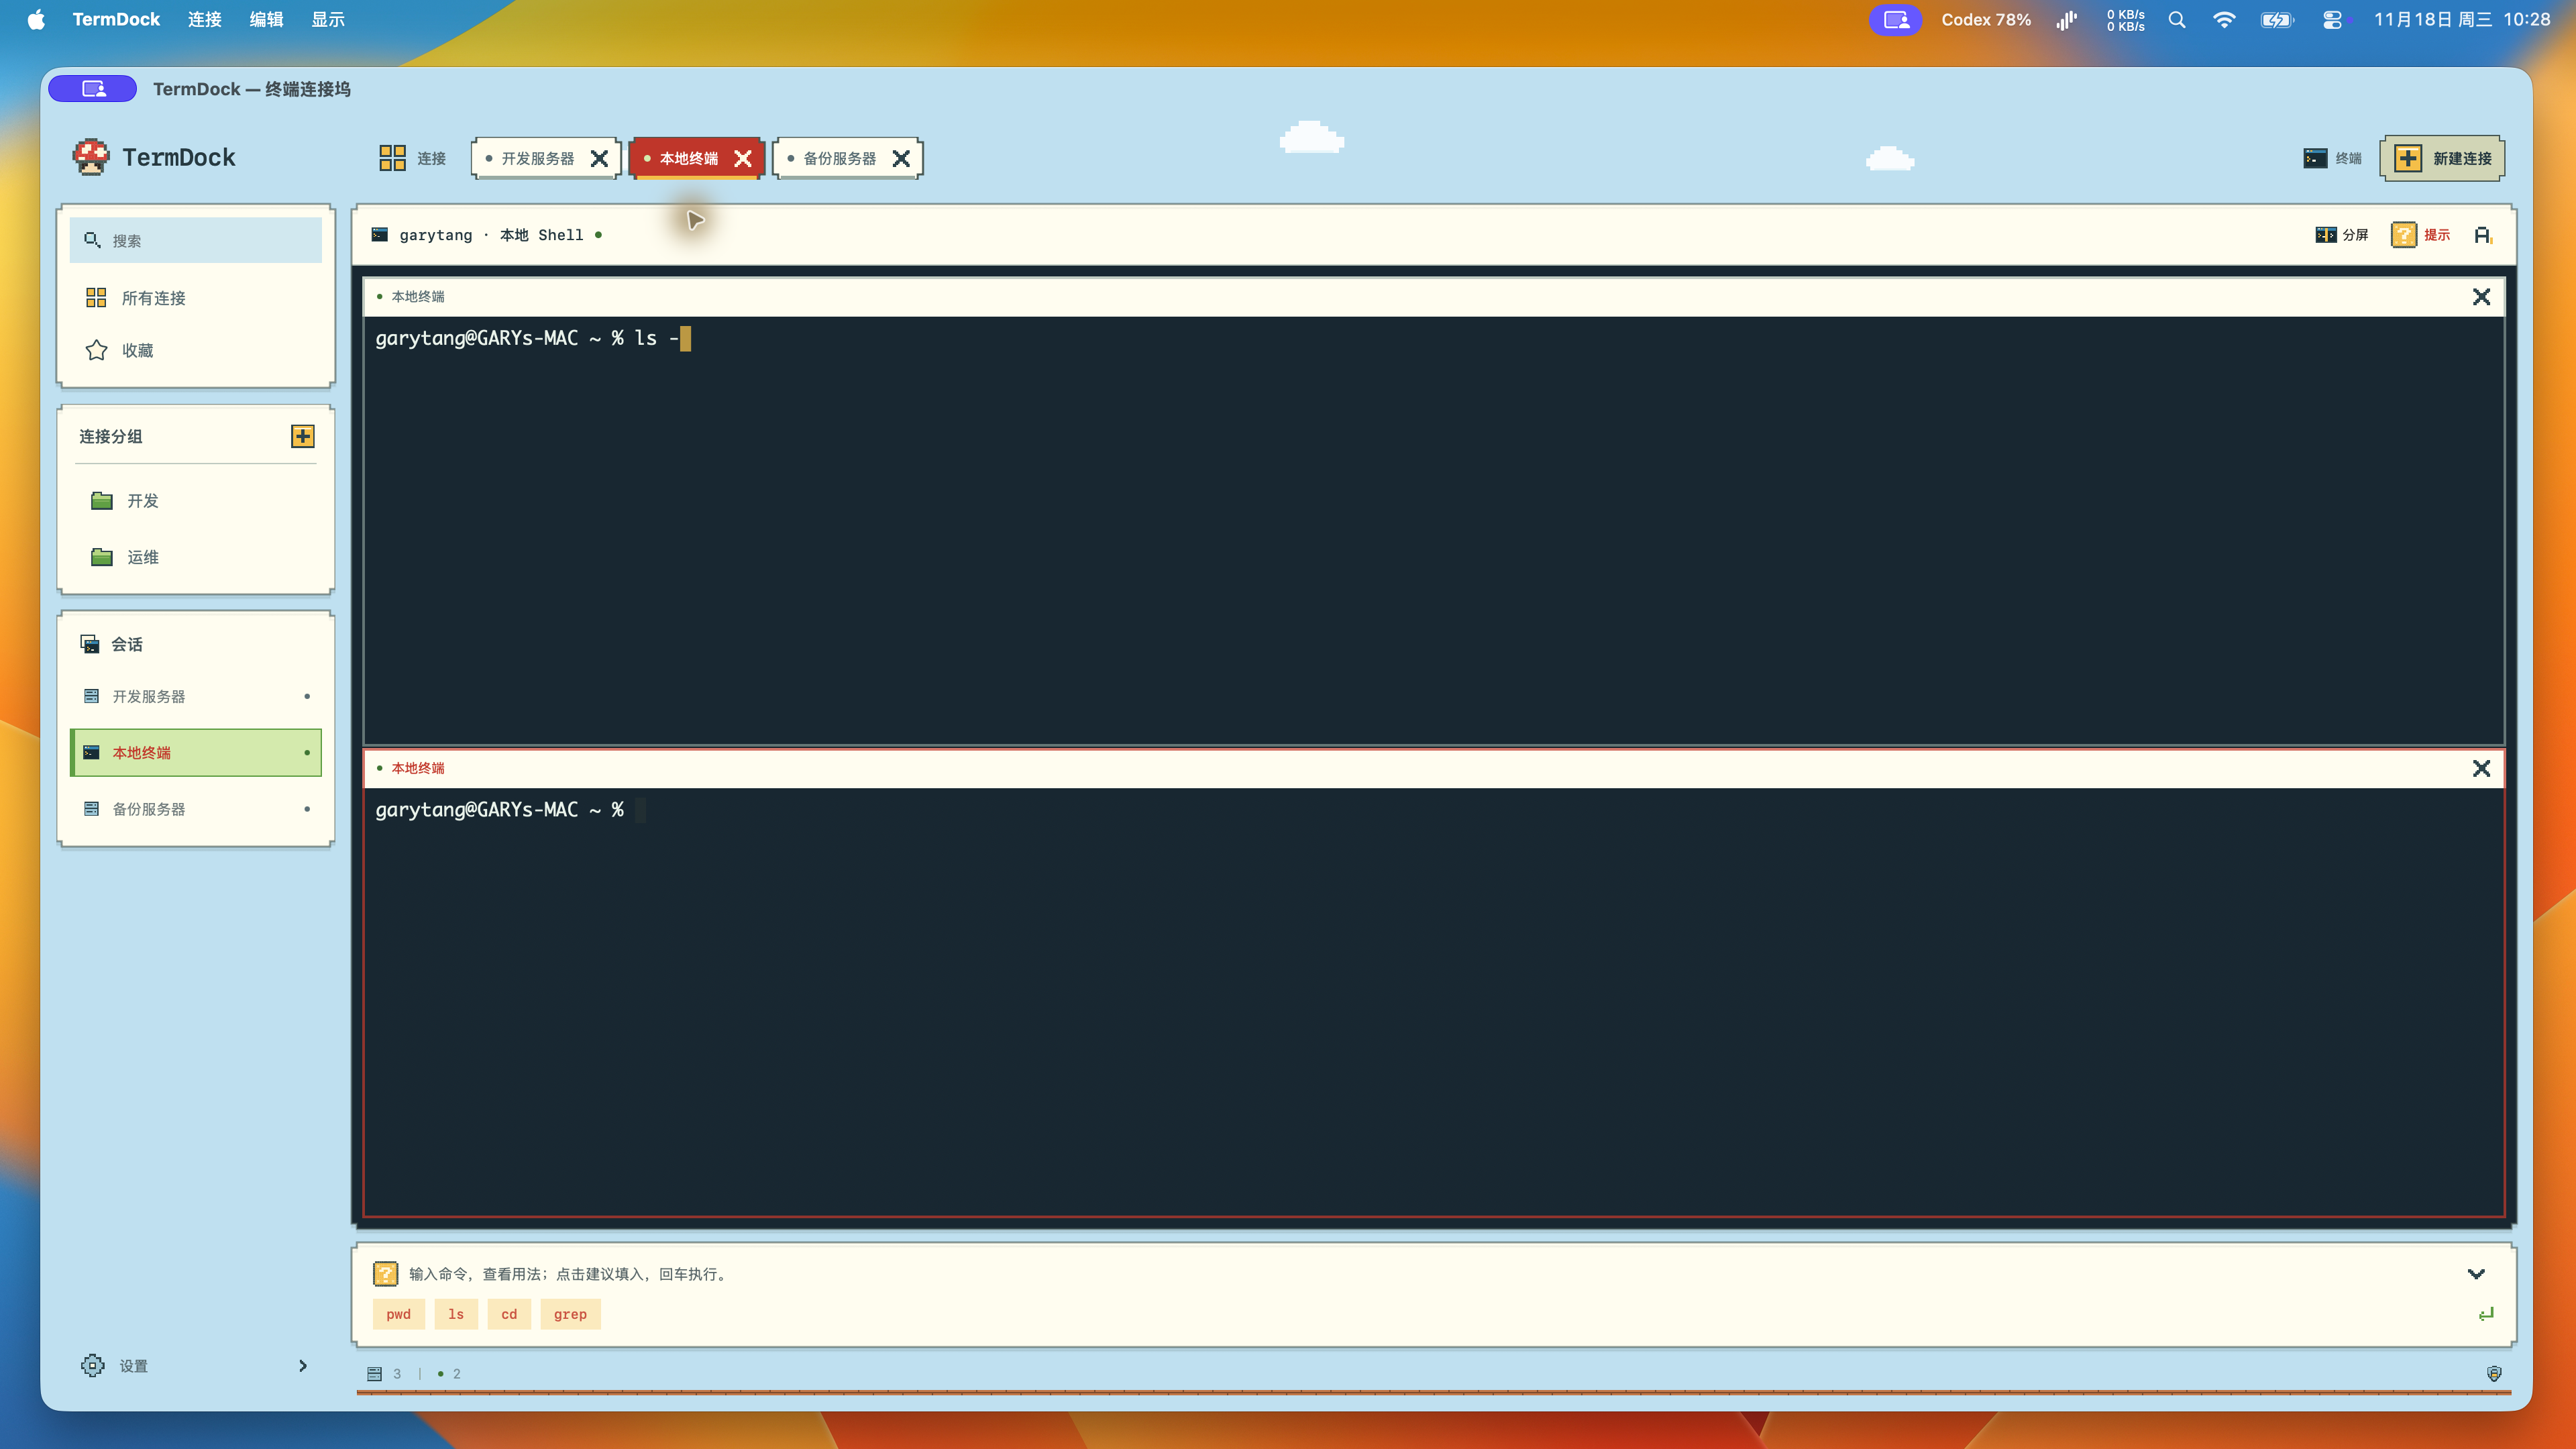 TermDock 连接 编辑 显示 Codex 78% 0 KB/s 0 KB/s 11月18日 周三 10:28
TermDock — 终端连接坞
TermDock 连接 开发服务器 本地终端 备份服务器 终端 新建连接
搜索
所有连接
收藏
连接分组
开发
运维
会话
开发服务器
本地终端
备份服务器
设置
garytang · 本地 Shell 分屏 提示 A
本地终端
garytang@GARYs-MAC ~ % ls -
本地终端
garytang@GARYs-MAC ~ %
输入命令，查看用法；点击建议填入，回车执行。
pwd ls cd grep
3 | 2